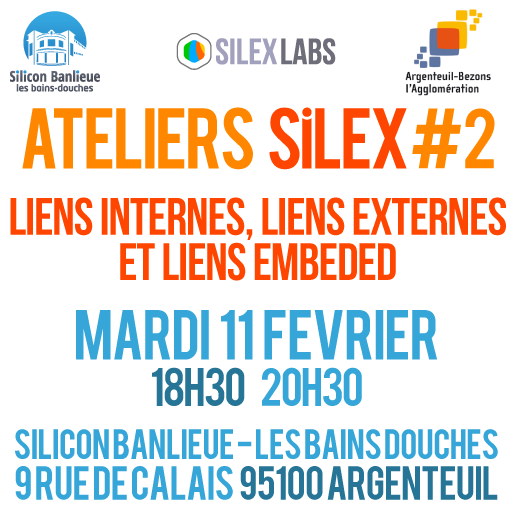 Silicon Banlieue
les bains-douches
SILEX LABS
Argenteuil-Bezons
l'Agglomération
ATELIERS SiLEX #2
LIENS INTERNES, LIENS EXTERNES
ET LIENS EMBEDED
MARDI 11 FEVRIER
18H30 20H30
SILICON BANLIEUE - LES BAINS DOUCHES
9 RUE DE CALAIS 95100 ARGENTEUIL